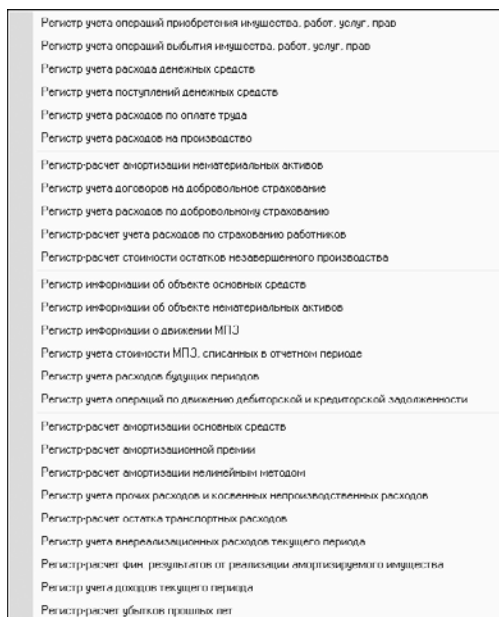 Регистр учета операций приобретения имущества, работ, услуг, прав
Регистр учета операций выбытия имущества, работ, услуг, прав
Регистр учета расхода денежных средств
Регистр учета поступлений денежных средств
Регистр учета расходов по оплате труда
Регистр учета расходов на производство
Регистр-расчет амортизации нематериальных активов
Регистр учета договоров на добровольное страхование
Регистр учета расходов по добровольному страхованию
Регистр-расчет учета расходов по страхованию работников
Регистр-расчет стоимости остатков незавершенного производства
Регистр информации об объекте основных средств
Регистр информации об объекте нематериальных активов
Регистр информации о движении МПЗ
Регистр учета стоимости МПЗ, списанных в отчетном периоде
Регистр учета расходов будущих периодов
Регистр учета операций по движению дебиторской и кредиторской задолженности
Регистр-расчет амортизации основных средств
Регистр-расчет амортизационной премии
Регистр-расчет амортизации нелинейным методом
Регистр учета прочих расходов и косвенных непроизводственных расходов
Регистр-расчет остатка транспортных расходов
Регистр учета внереализационных расходов текущего периода
Регистр-расчет фин. результатов от реализации амортизируемого имущества
Регистр учета доходов текущего периода
Регистр-расчет убытков прошлых лет